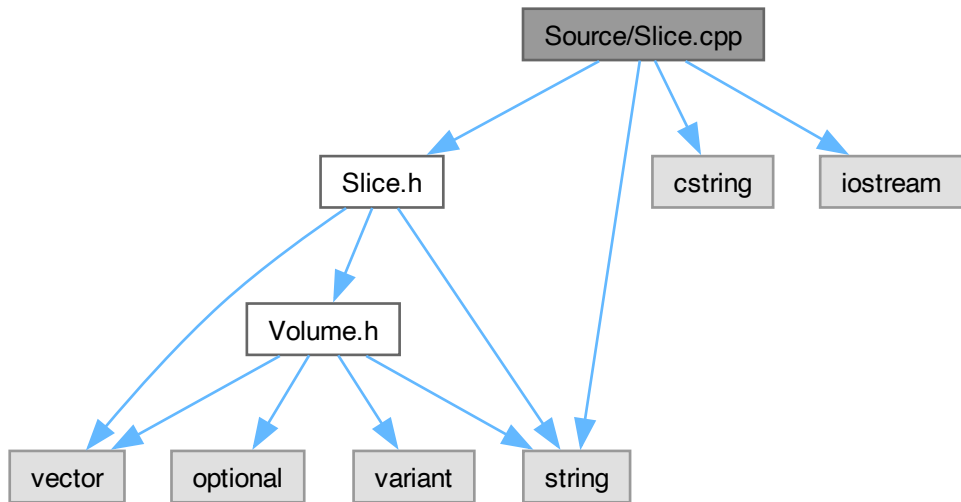 Source/Slice.cpp
Slice.h
cstring
iostream
Volume.h
vector
optional
variant
string